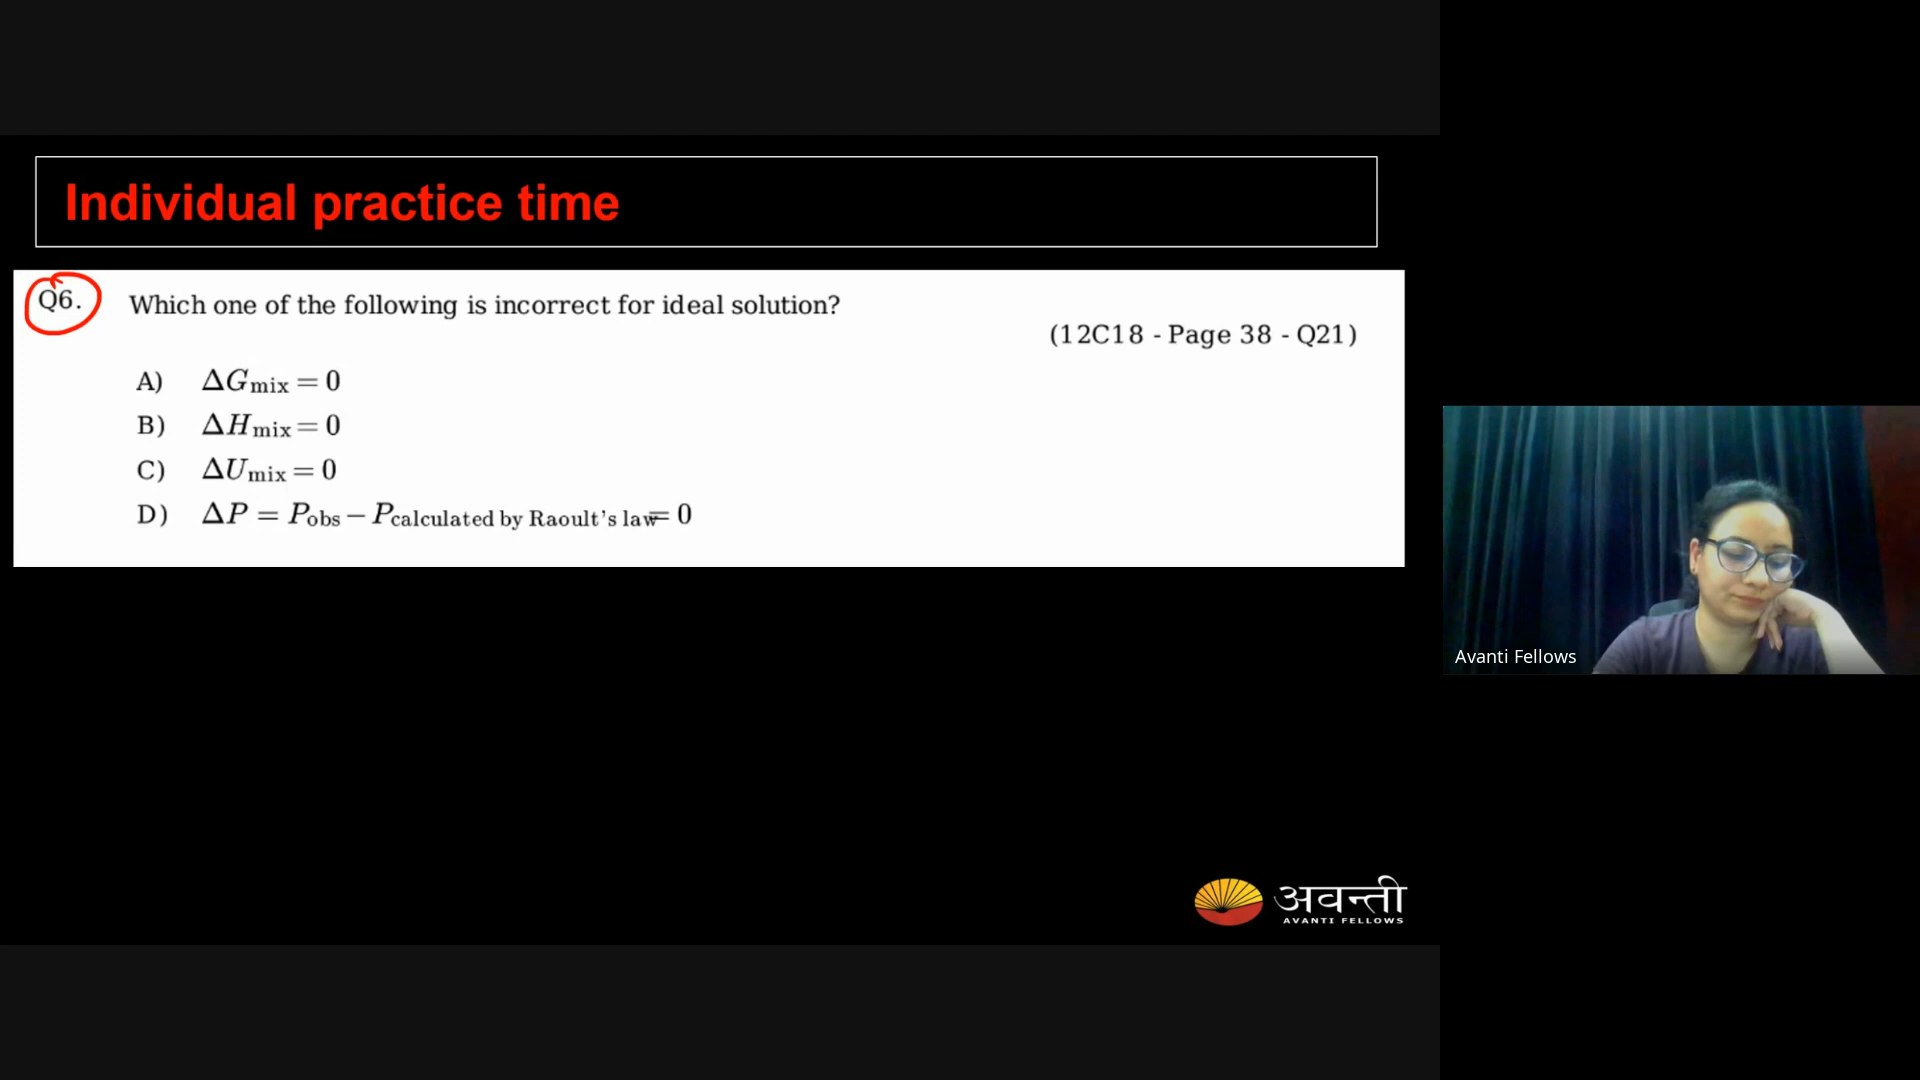 Individual practice time
Q6. Which one of the following is incorrect for ideal solution?
(12C18 - Page 38 - Q21)
A) ΔG_mix = 0
B) ΔH_mix = 0
C) ΔU_mix = 0
D) ΔP = P_obs − P_calculated by Raoult's law = 0
Avanti Fellows
अवन्ती
AVANTI FELLOWS